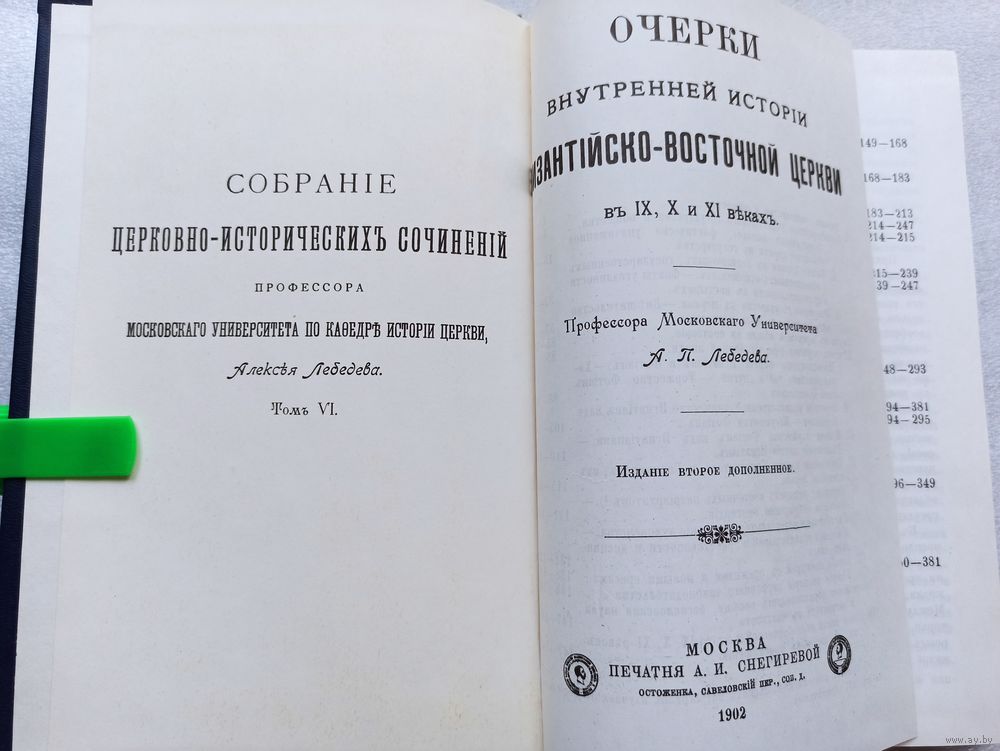 СОБРАНІЕ
ЦЕРКОВНО-ИСТОРИЧЕСКИХЪ СОЧИНЕНІЙ
ПРОФЕССОРА
МОСКОВСКАГО УНИВЕРСИТЕТА ПО КАѲЕДРѢ ИСТОРІИ ЦЕРКВИ,
Алексѣя Лебедева.
Томъ VI.
ОЧЕРКИ
ВНУТРЕННЕЙ ИСТОРІИ
ВИЗАНТІЙСКО-ВОСТОЧНОЙ ЦЕРКВИ
въ IX, X и XI вѣкахъ.
Профессора Московскаго Университета
А. П. Лебедева.
Изданіе второе дополненное.
МОСКВА
ПЕЧАТНЯ А. И. СНЕГИРЕВОЙ
ОСТОЖЕНКА, САВЕЛОВСКІЙ ПЕР., СОБ. Д.
1902
149—168
168—183
183—213
214—247
214—215
215—239
39—247
48—293
94—381
94—295
96—349
0—381
www.ay.by